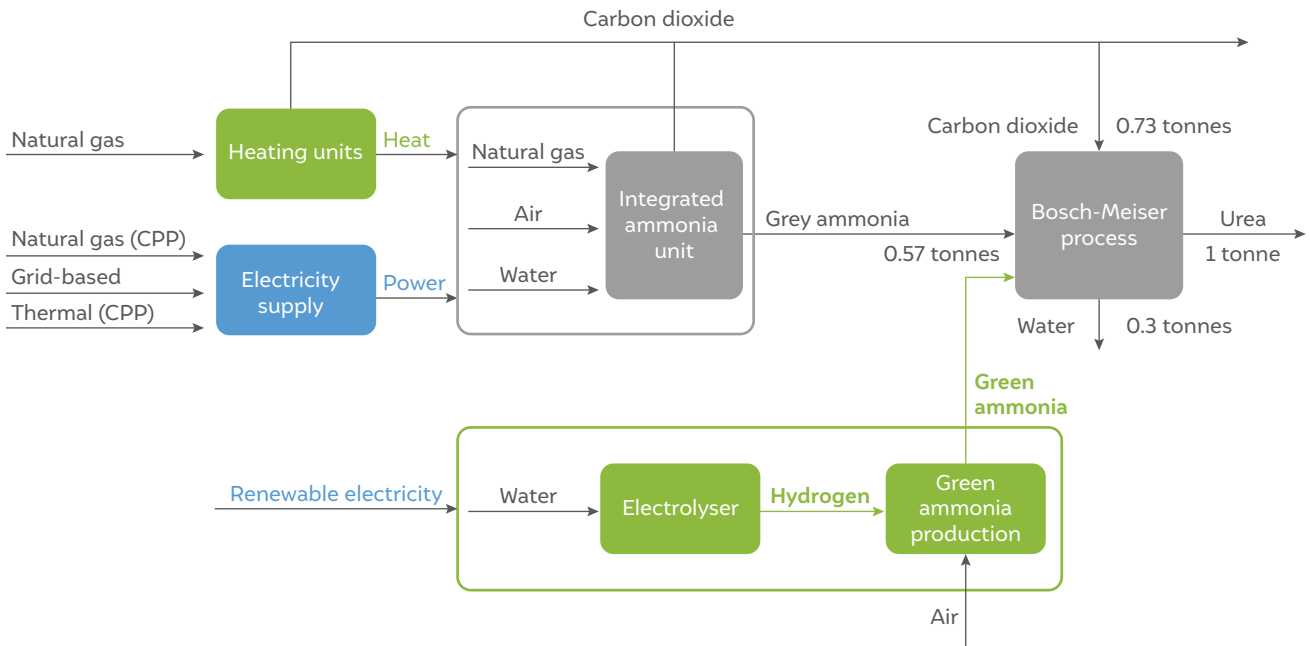 Carbon dioxide
Natural gas
Heating units
Heat
Natural gas
Carbon dioxide
0.73 tonnes
Integrated
ammonia
unit
Air
Grey ammonia
0.57 tonnes
Bosch-Meiser
process
Urea
1 tonne
Natural gas (CPP)
Grid-based
Thermal (CPP)
Electricity
supply
Power
Water
Water
0.3 tonnes
Green
ammonia
Renewable electricity
Water
Electrolyser
Hydrogen
Green
ammonia
production
Air